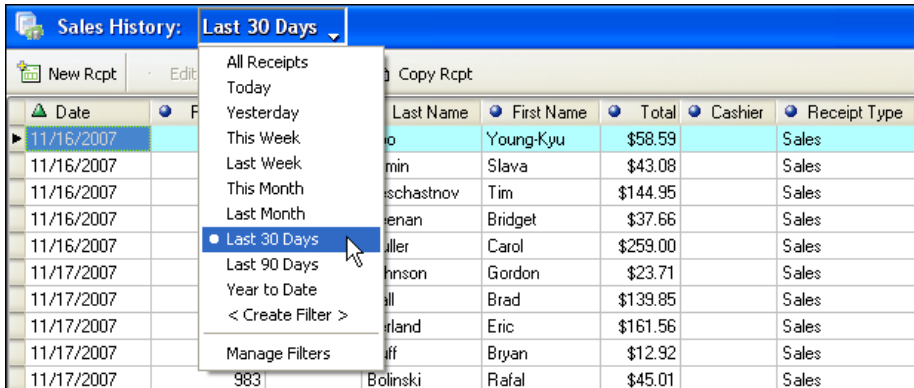 Sales History: Last 30 Days
All Receipts
Today
Yesterday
This Week
Last Week
This Month
Last Month
Last 30 Days
Last 90 Days
Year to Date
< Create Filter >
Manage Filters
New Rcpt Edit Copy Rcpt
Date Last Name First Name Total Cashier Receipt Type
11/16/2007 Young-Kyu $58.59 Sales
11/16/2007 Slava $43.08 Sales
11/16/2007 Tim $144.95 Sales
11/16/2007 Bridget $37.66 Sales
11/16/2007 Carol $259.00 Sales
11/17/2007 Gordon $23.71 Sales
11/17/2007 Brad $139.85 Sales
11/17/2007 Eric $161.56 Sales
11/17/2007 Bryan $12.92 Sales
11/17/2007 983 Bolinski Rafal $45.01 Sales